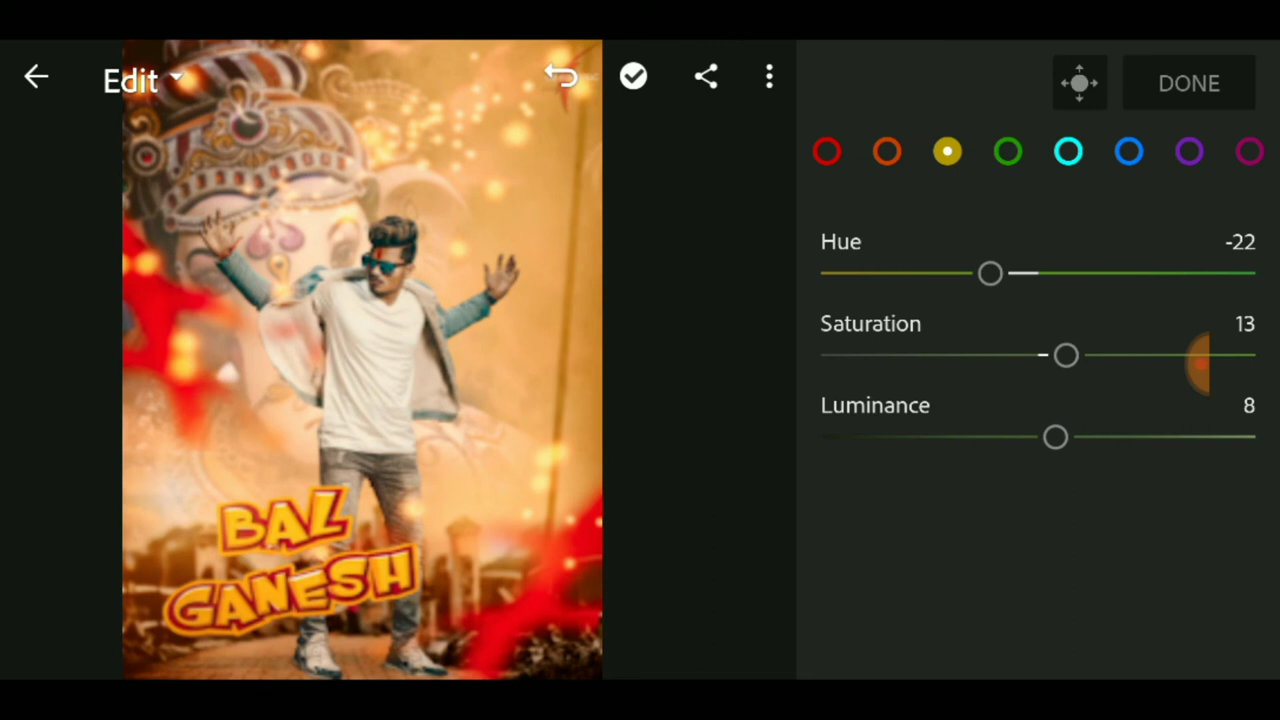 Edit
DONE
Hue -22
Saturation 13
Luminance 8
BAL
GANESH